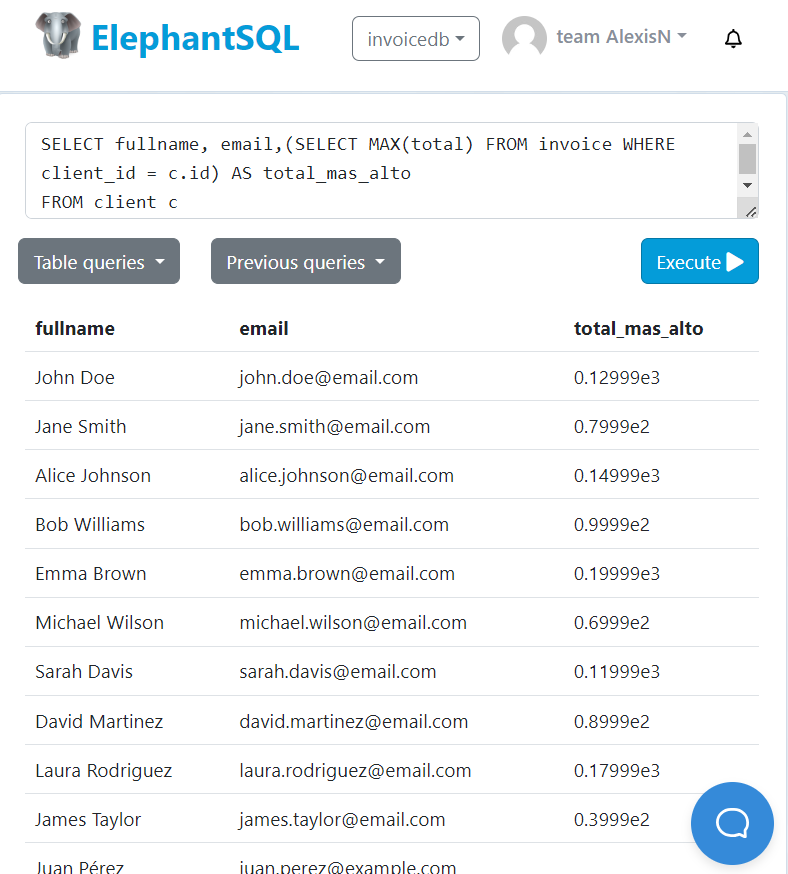 ElephantSQL invoicedb team AlexisN
SELECT fullname, email,(SELECT MAX(total) FROM invoice WHERE
client_id = c.id) AS total_mas_alto
FROM client c
Table queries Previous queries Execute
fullname email total_mas_alto
John Doe john.doe@email.com 0.12999e3
Jane Smith jane.smith@email.com 0.7999e2
Alice Johnson alice.johnson@email.com 0.14999e3
Bob Williams bob.williams@email.com 0.9999e2
Emma Brown emma.brown@email.com 0.19999e3
Michael Wilson michael.wilson@email.com 0.6999e2
Sarah Davis sarah.davis@email.com 0.11999e3
David Martinez david.martinez@email.com 0.8999e2
Laura Rodriguez laura.rodriguez@email.com 0.17999e3
James Taylor james.taylor@email.com 0.3999e2
Juan Pérez juan.perez@example.com